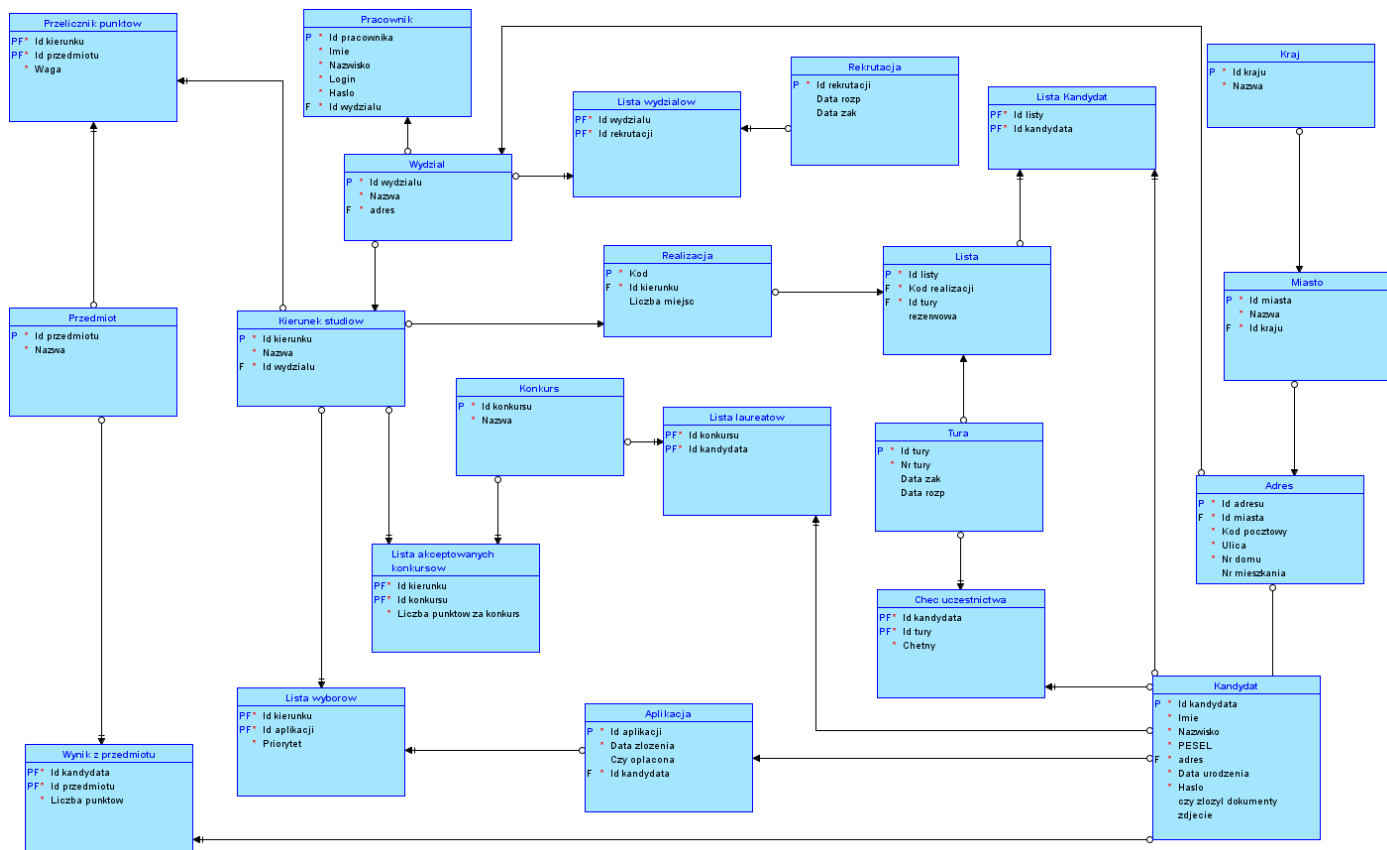 Przelicznik punktow
PF* Id kierunku
PF* Id przedmiotu
* Waga
Pracownik
P * Id pracownika
* Imie
* Nazwisko
* Login
* Haslo
F * Id wydzialu
Rekrutacja
P * Id rekrutacji
Data rozp
Data zak
Kraj
P * Id kraju
* Nazwa
Lista wydzialow
PF* Id wydzialu
PF* Id rekrutacji
Lista Kandydat
PF* Id listy
PF* Id kandydata
Wydzial
P * Id wydzialu
* Nazwa
F * adres
Realizacja
P * Kod
F * Id kierunku
Liczba miejsc
Lista
P * Id listy
F * Kod realizacji
F * Id tury
rezerwowa
Miasto
P * Id miasta
* Nazwa
F * Id kraju
Przedmiot
P * Id przedmiotu
* Nazwa
Kierunek studiow
P * Id kierunku
* Nazwa
F * Id wydzialu
Konkurs
P * Id konkursu
* Nazwa
Lista laureatow
PF* Id konkursu
PF* Id kandydata
Tura
P * Id tury
* Nr tury
Data zak
Data rozp
Adres
P * Id adresu
F * Id miasta
* Kod pocztowy
* Ulica
* Nr domu
Nr mieszkania
Lista akceptowanych
konkursow
PF* Id kierunku
PF* Id konkursu
* Liczba punktow za konkurs
Chec uczestnictwa
PF* Id kandydata
PF* Id tury
* Chetny
Lista wyborow
PF* Id kierunku
PF* Id aplikacji
* Priorytet
Aplikacja
P * Id aplikacji
* Data zlozenia
Czy oplacona
F * Id kandydata
Kandydat
P * Id kandydata
* Imie
* Nazwisko
* PESEL
F * adres
* Data urodzenia
* Haslo
czy zlozyl dokumenty
zdjecie
Wynik z przedmiotu
PF* Id kandydata
PF* Id przedmiotu
* Liczba punktow